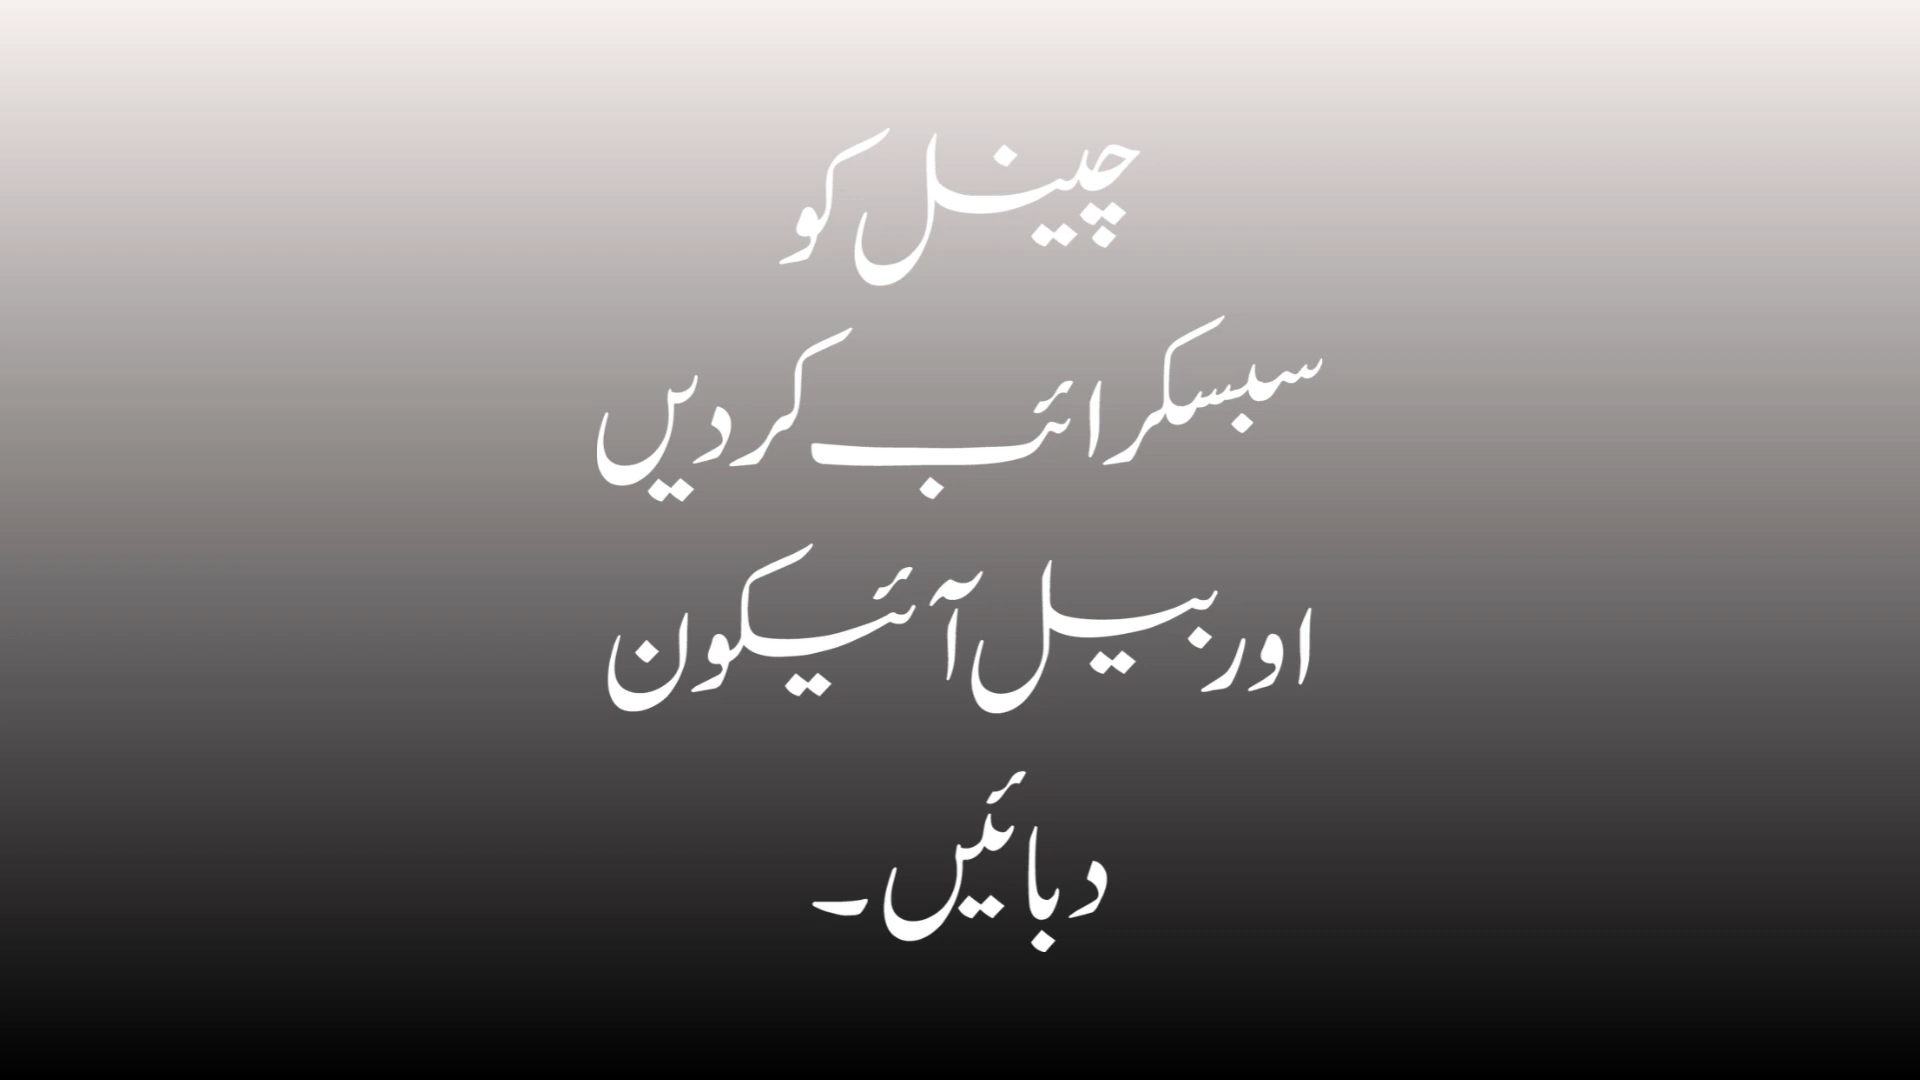 چینل کو
سبسکرائب کردیں
اور بیل آئیکون
دبائیں۔